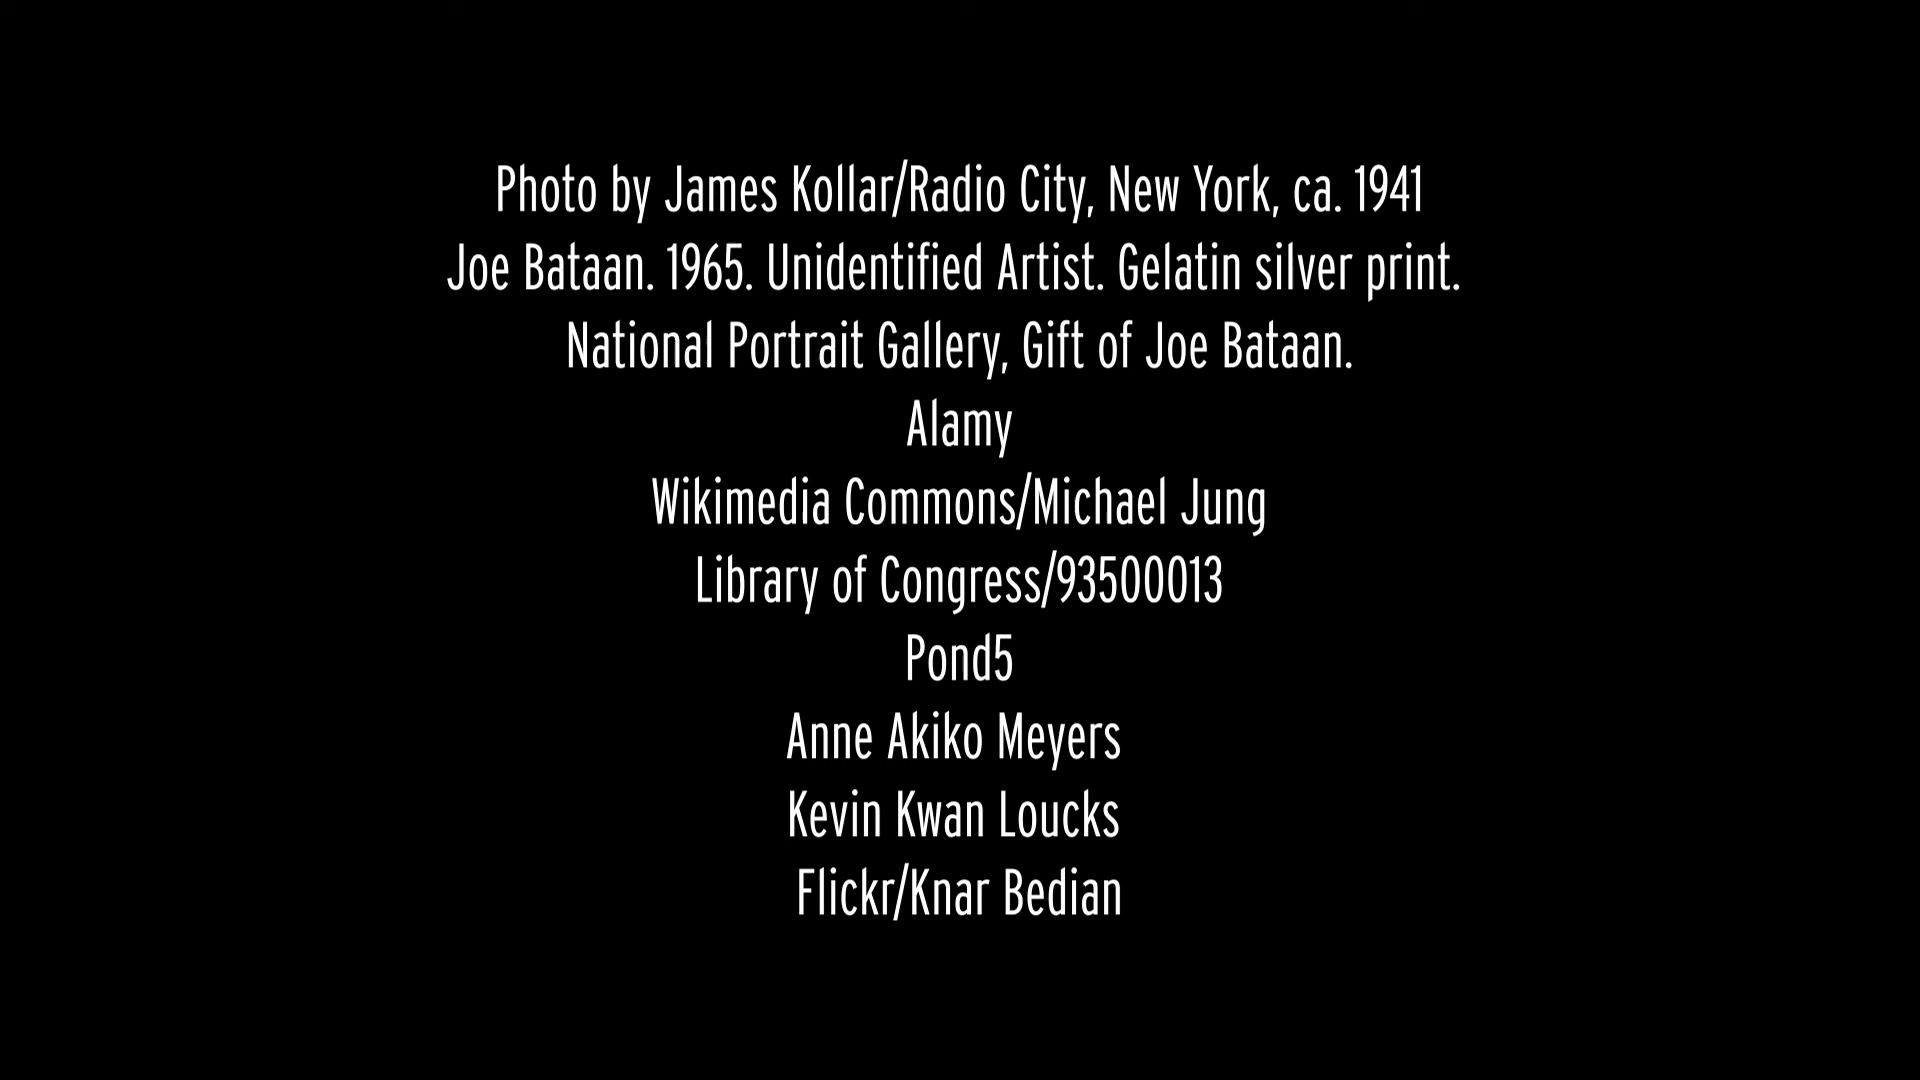 Photo by James Kollar/Radio City, New York, ca. 1941
Joe Bataan. 1965. Unidentified Artist. Gelatin silver print.
National Portrait Gallery, Gift of Joe Bataan.
Alamy
Wikimedia Commons/Michael Jung
Library of Congress/93500013
Pond5
Anne Akiko Meyers
Kevin Kwan Loucks
Flickr/Knar Bedian